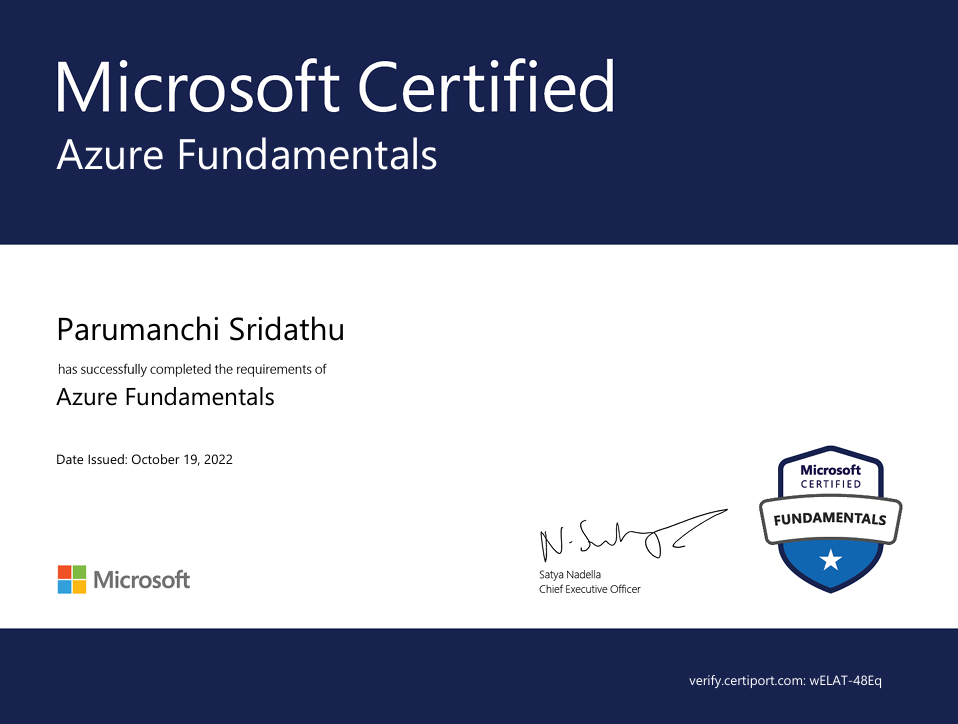 Microsoft Certified
Azure Fundamentals
Parumanchi Sridathu
has successfully completed the requirements of
Azure Fundamentals
Date Issued: October 19, 2022
Microsoft
CERTIFIED
FUNDAMENTALS
N. Satya
Satya Nadella
Chief Executive Officer
Microsoft
verify.certiport.com: wELAT-48Eq